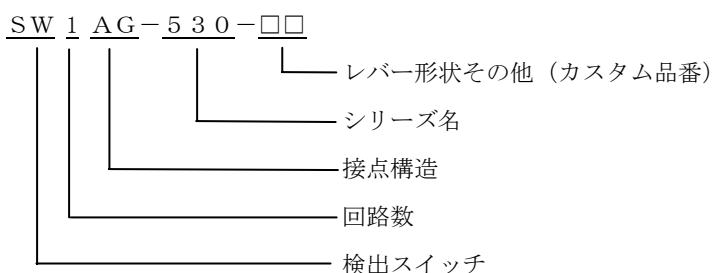 ＳＷ１ＡＧ－５３０－□□
レバー形状その他（カスタム品番）
シリーズ名
接点構造
回路数
検出スイッチ